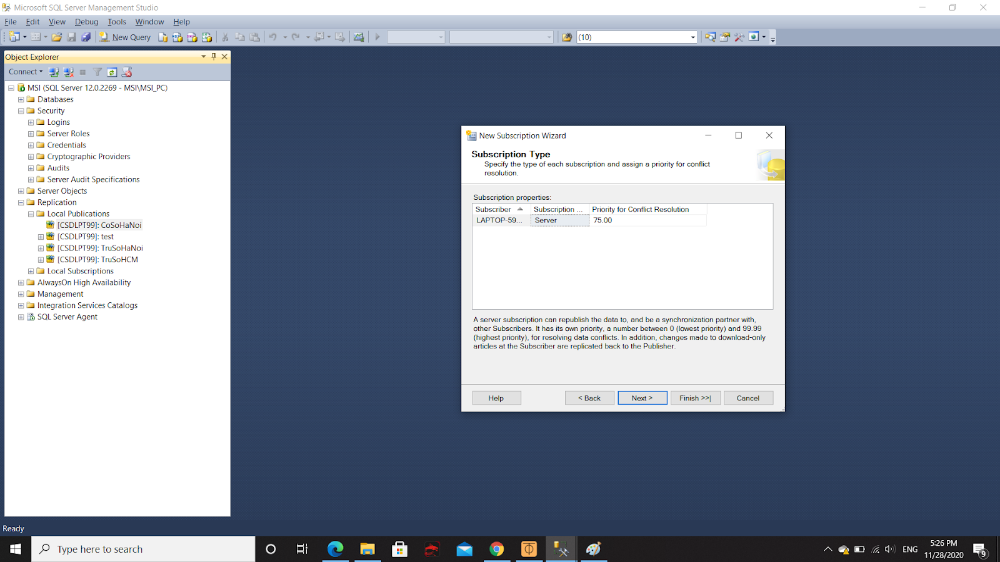 Microsoft SQL Server Management Studio
File Edit View Debug Tools Window Help
New Query
(10)
Object Explorer
Connect
MSI (SQL Server 12.0.2269 - MSI\MSI_PC)
Databases
Security
Logins
Server Roles
Credentials
Cryptographic Providers
Audits
Server Audit Specifications
Server Objects
Replication
Local Publications
[CSDLPT99]: CoSoHaNoi
[CSDLPT99]: test
[CSDLPT99]: TruSoHaNoi
[CSDLPT99]: TruSoHCM
Local Subscriptions
AlwaysOn High Availability
Management
Integration Services Catalogs
SQL Server Agent
New Subscription Wizard
Subscription Type
Specify the type of each subscription and assign a priority for conflict
resolution.
Subscription properties:
Subscriber Subscription ... Priority for Conflict Resolution
LAPTOP-59... Server 75.00
A server subscription can republish the data to, and be a synchronization partner with,
other Subscribers. It has its own priority, a number between 0 (lowest priority) and 99.99
(highest priority), for resolving data conflicts. In addition, changes made to download-only
articles at the Subscriber are replicated back to the Publisher.
Help < Back Next > Finish >>| Cancel
Ready
Type here to search
ENG
5:26 PM
11/28/2020
9